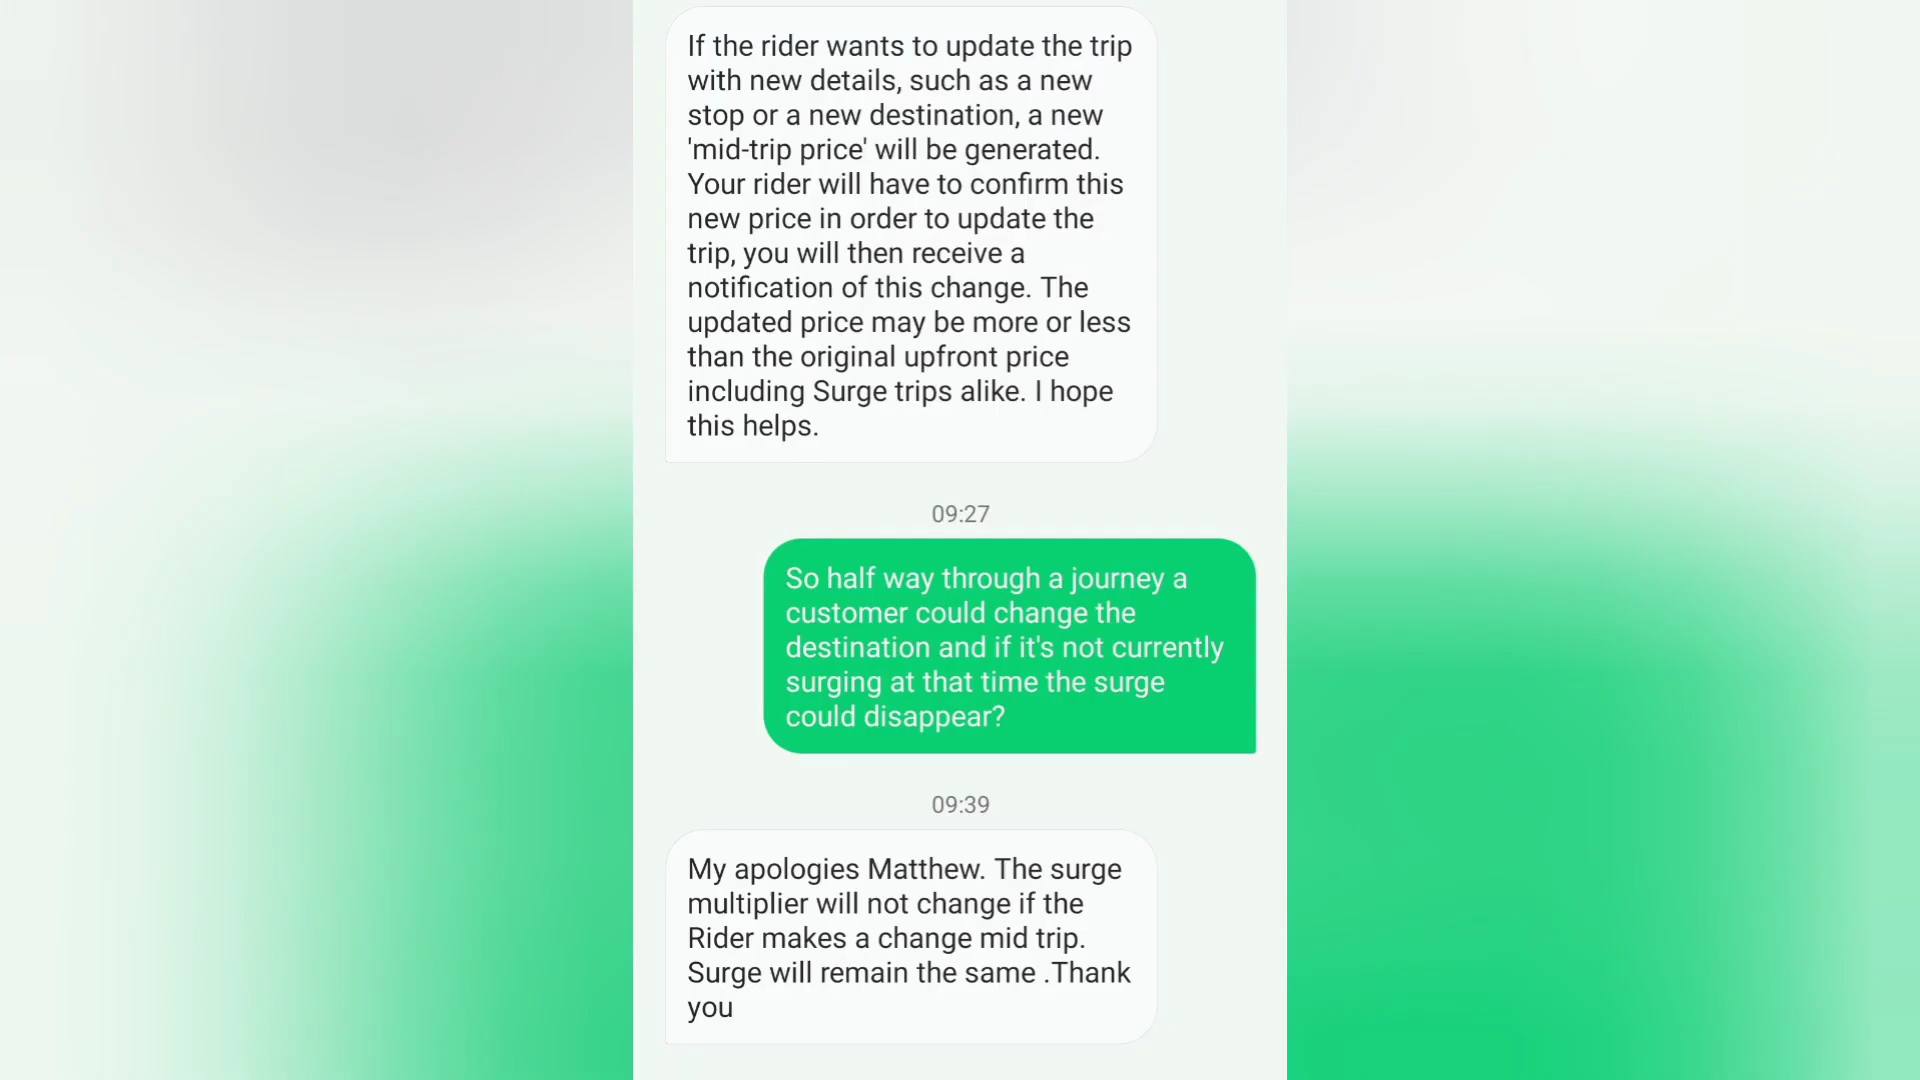 If the rider wants to update the trip
with new details, such as a new
stop or a new destination, a new
'mid-trip price' will be generated.
Your rider will have to confirm this
new price in order to update the
trip, you will then receive a
notification of this change. The
updated price may be more or less
than the original upfront price
including Surge trips alike. I hope
this helps.
09:27
So half way through a journey a
customer could change the
destination and if it's not currently
surging at that time the surge
could disappear?
09:39
My apologies Matthew. The surge
multiplier will not change if the
Rider makes a change mid trip.
Surge will remain the same .Thank
you